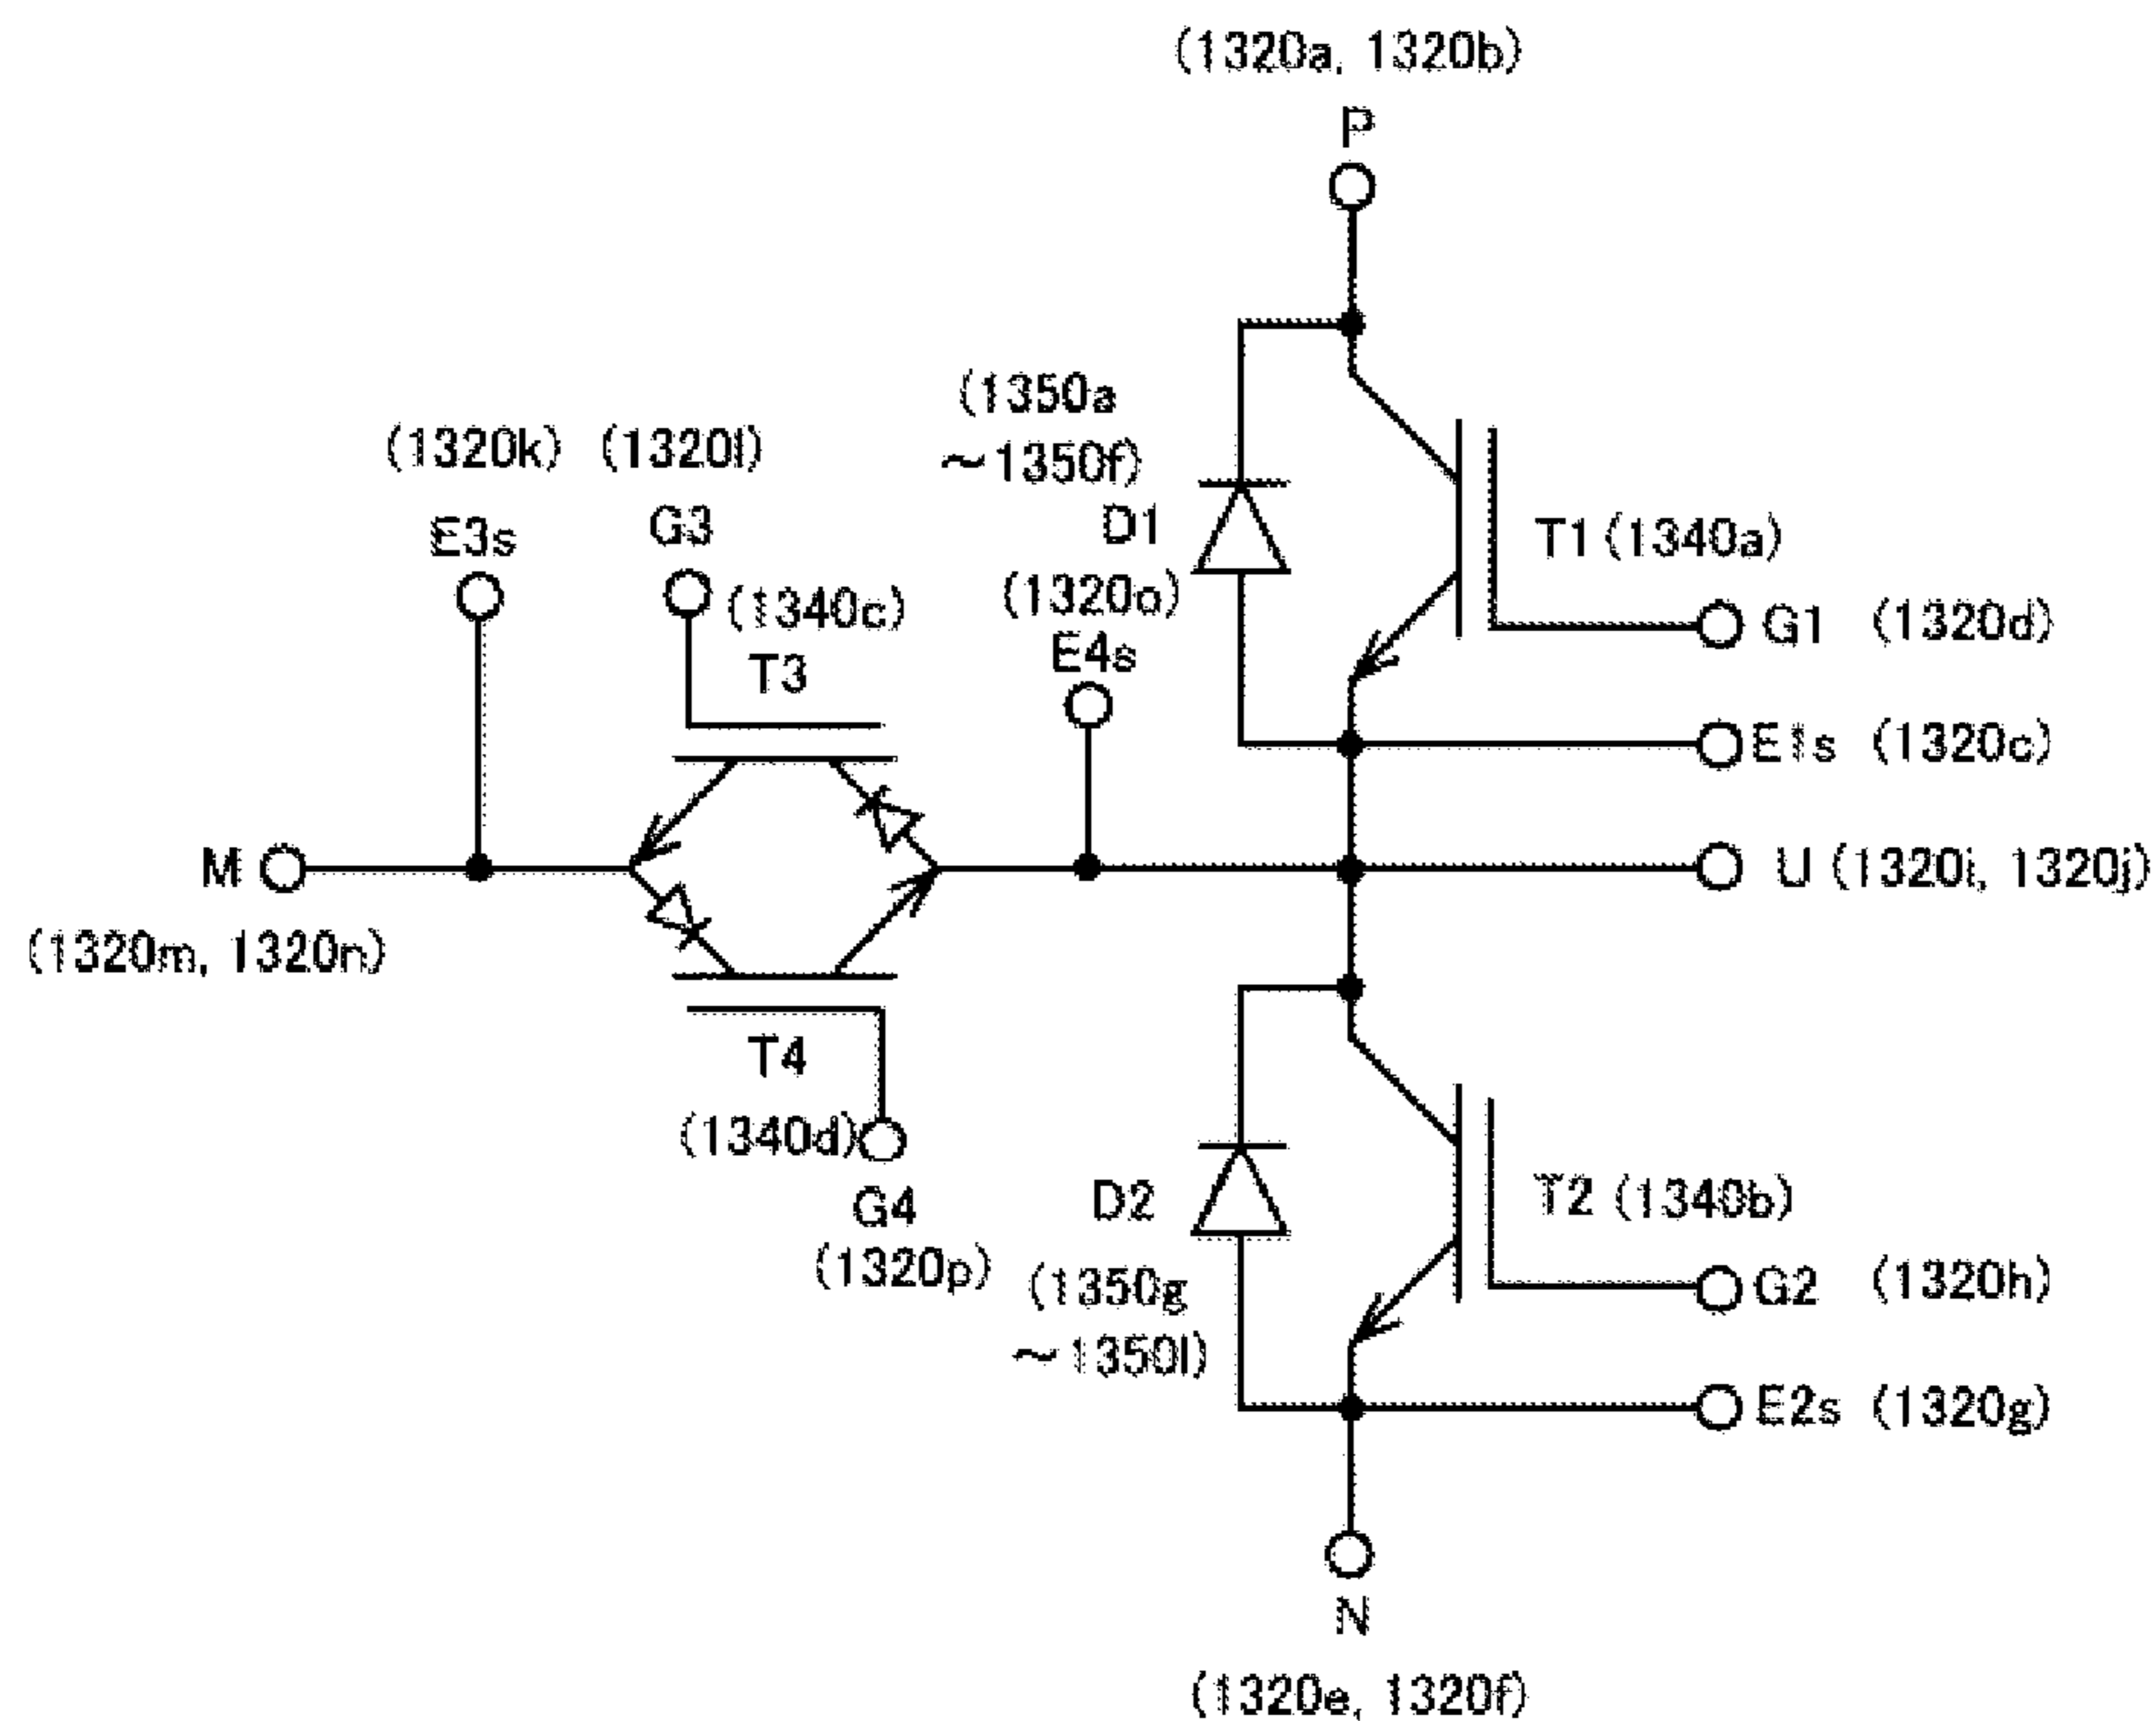 (1320a, 1320b)
P
(1350a
~1350f)
(1320k) (1320l)
E3s
G3
D1
T1 (1340a)
(1340c)
(1320o)
G1 (1320d)
T3
E4s
E1s (1320c)
M
U (1320i, 1320j)
(1320m, 1320n)
T4
(1340d)
G4
D2
T2 (1340b)
(1320p)
(1350g
~1350l)
G2 (1320h)
E2s (1320g)
N
(1320e, 1320f)